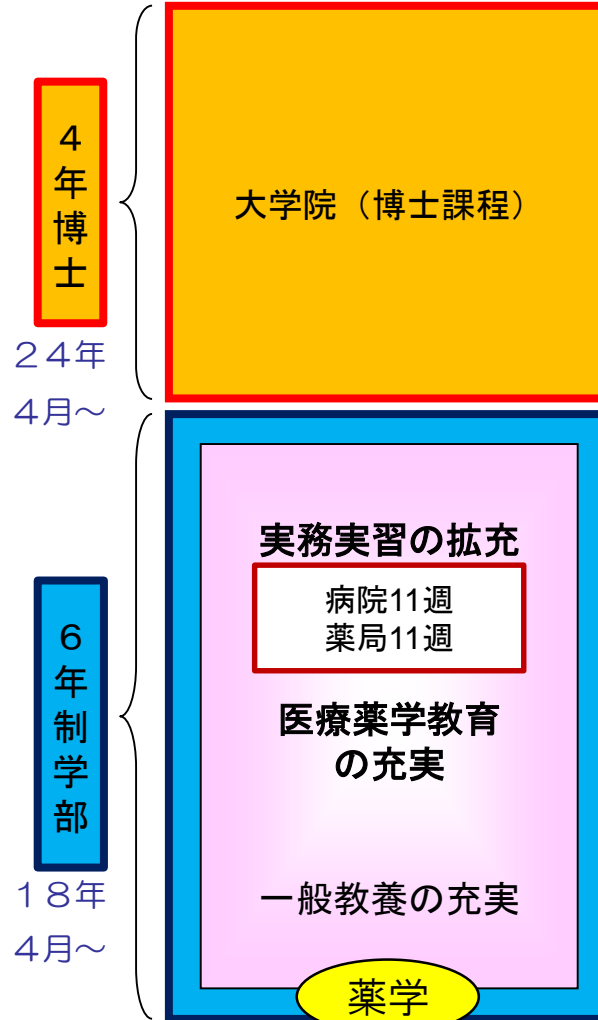 4年博士
24年
4月～
大学院（博士課程）
6年制学部
18年
4月～
実務実習の拡充
病院11週
薬局11週
医療薬学教育
の充実
一般教養の充実
薬学